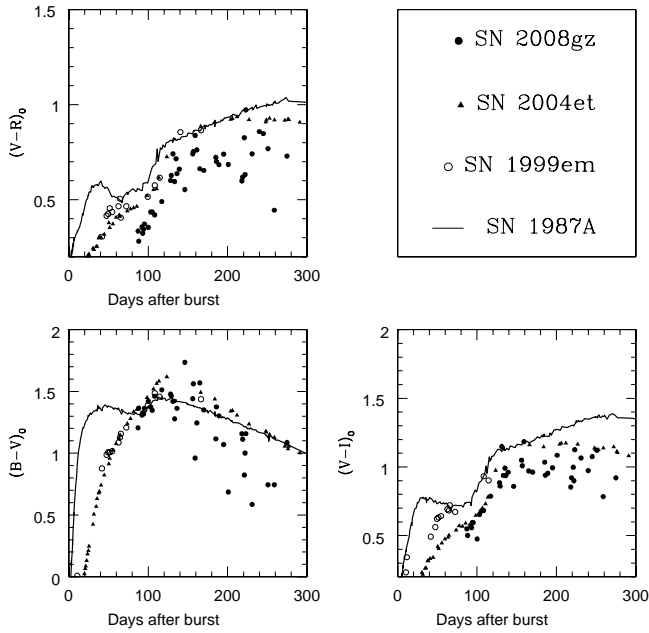 1.5
1
0.5
(V-R)₀
0 100 200 300
Days after burst
SN 2008gz
SN 2004et
SN 1999em
SN 1987A
2
1.5
1
0.5
0
(B-V)₀
0 100 200 300
Days after burst
2
1.5
1
0.5
(V-I)₀
0 100 200 300
Days after burst